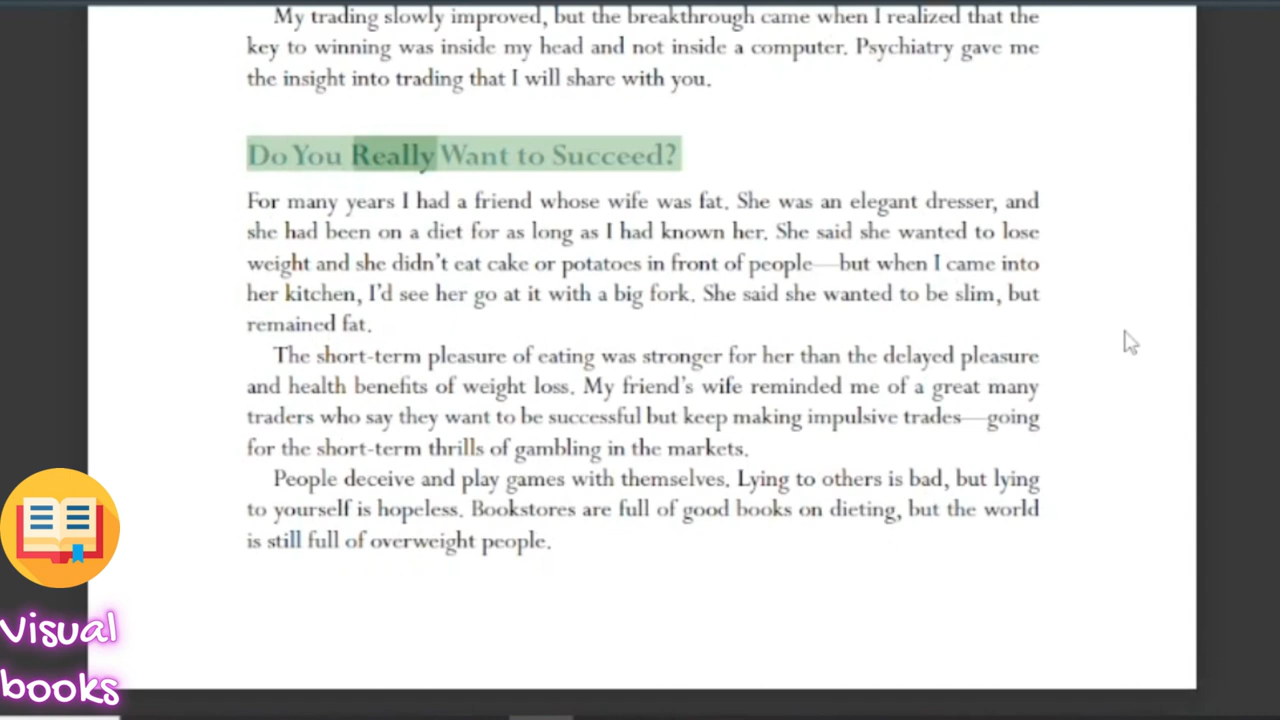 My trading slowly improved, but the breakthrough came when I realized that the
key to winning was inside my head and not inside a computer. Psychiatry gave me
the insight into trading that I will share with you.
Do You Really Want to Succeed?
For many years I had a friend whose wife was fat. She was an elegant dresser, and
she had been on a diet for as long as I had known her. She said she wanted to lose
weight and she didn't eat cake or potatoes in front of people—but when I came into
her kitchen, I'd see her go at it with a big fork. She said she wanted to be slim, but
remained fat.
The short-term pleasure of eating was stronger for her than the delayed pleasure
and health benefits of weight loss. My friend's wife reminded me of a great many
traders who say they want to be successful but keep making impulsive trades—going
for the short-term thrills of gambling in the markets.
People deceive and play games with themselves. Lying to others is bad, but lying
to yourself is hopeless. Bookstores are full of good books on dieting, but the world
is still full of overweight people.
Visual
books